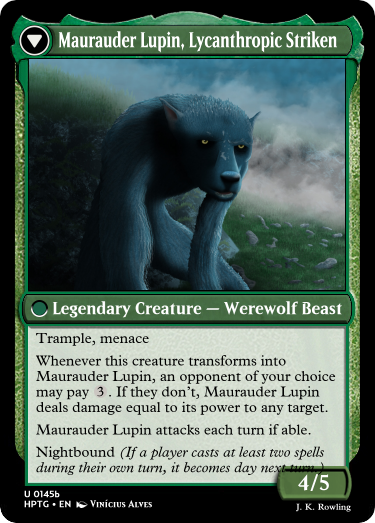 Maurauder Lupin, Lycanthropic Striken
Legendary Creature — Werewolf Beast
Trample, menace
Whenever this creature transforms into
Maurauder Lupin, an opponent of your choice
may pay 3. If they don't, Maurauder Lupin
deals damage equal to its power to any target.
Maurauder Lupin attacks each turn if able.
Nightbound (If a player casts at least two spells
during their own turn, it becomes day next turn.)
4/5
U 0145b
HPTG • EN Vinícius Alves
J. K. Rowling